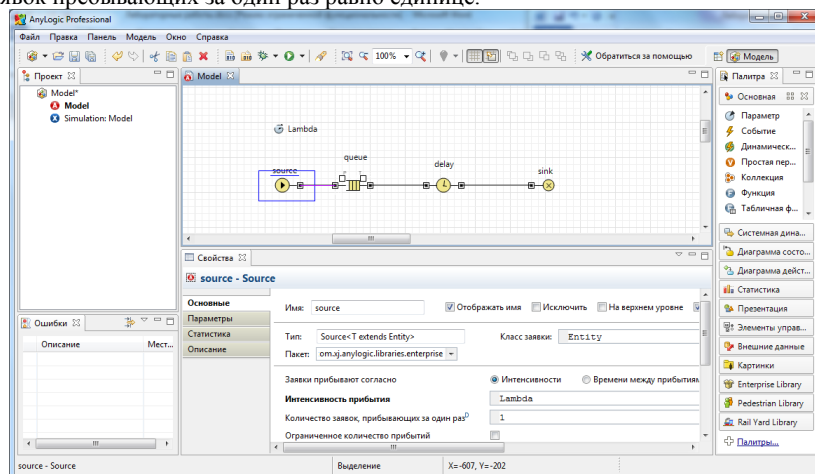 явок пребывающих за один раз равно единице.
AnyLogic Professional
Файл Правка Панель Модель Окно Справка
100% Обратиться за помощью Модель
Проект
Model*
Model
Simulation: Model
Model
Lambda
source
queue
delay
sink
Палитра
Основная
Параметр
Событие
Динамическ...
Простая пер...
Коллекция
Функция
Табличная ф...
Системная дина...
Диаграмма состо...
Диаграмма дейст...
Статистика
Презентация
Элементы управ...
Внешние данные
Картинки
Enterprise Library
Pedestrian Library
Rail Yard Library
Палитры...
Ошибки
Описание Мест...
Свойства
source - Source
Основные
Параметры
Статистика
Описание
Имя: source Отображать имя Исключить На верхнем уровне
Тип: Source<T extends Entity> Класс заявки: Entity
Пакет: om.xj.anylogic.libraries.enterprise
Заявки прибывают согласно Интенсивности Времени между прибытиям
Интенсивность прибытия Lambda
Количество заявок, прибывающих за один раз 1
Ограниченное количество прибытий
source - Source Выделение X=-607, Y=-202